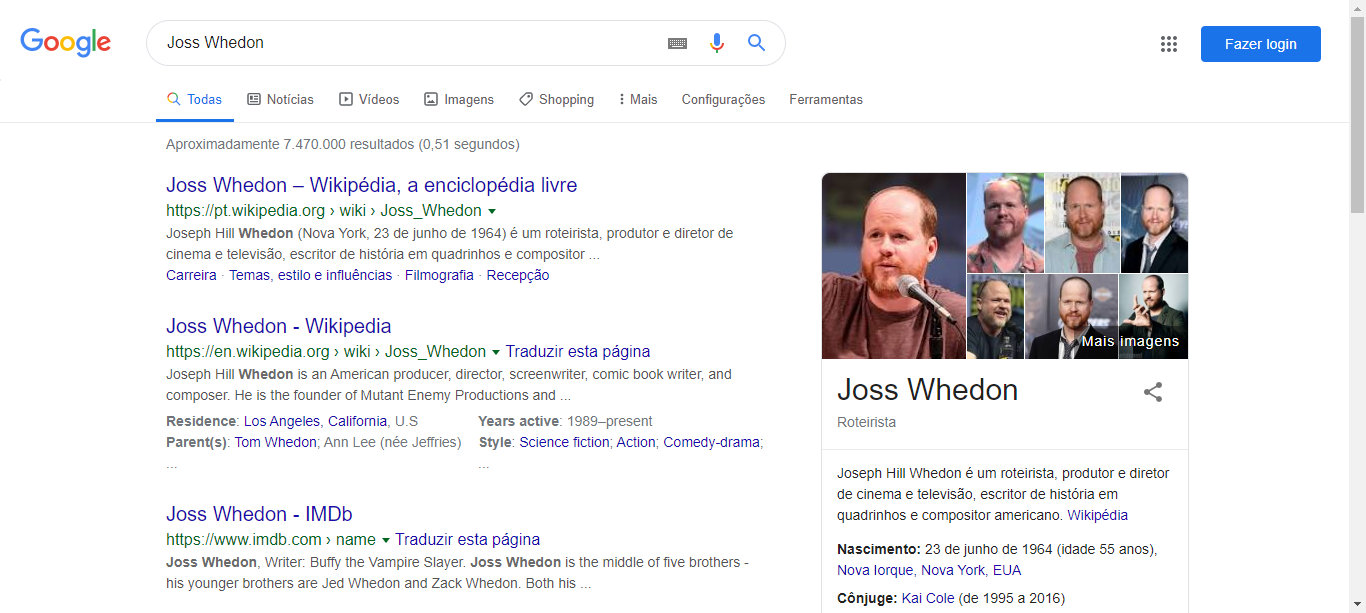 Google
Joss Whedon
Fazer login
Todas
Notícias
Vídeos
Imagens
Shopping
Mais
Configurações
Ferramentas
Aproximadamente 7.470.000 resultados (0,51 segundos)
Joss Whedon – Wikipédia, a enciclopédia livre
https://pt.wikipedia.org › wiki › Joss_Whedon
Joseph Hill Whedon (Nova York, 23 de junho de 1964) é um roteirista, produtor e diretor de
cinema e televisão, escritor de história em quadrinhos e compositor ...
Carreira · Temas, estilo e influências · Filmografia · Recepção
Joss Whedon - Wikipedia
https://en.wikipedia.org › wiki › Joss_Whedon Traduzir esta página
Joseph Hill Whedon is an American producer, director, screenwriter, comic book writer, and
composer. He is the founder of Mutant Enemy Productions and ...
Residence: Los Angeles, California, U.S
Years active: 1989–present
Parent(s): Tom Whedon; Ann Lee (née Jeffries)
Style: Science fiction; Action; Comedy-drama;
...
...
Joss Whedon - IMDb
https://www.imdb.com › name Traduzir esta página
Joss Whedon, Writer: Buffy the Vampire Slayer. Joss Whedon is the middle of five brothers -
his younger brothers are Jed Whedon and Zack Whedon. Both his ...
Mais imagens
Joss Whedon
Roteirista
Joseph Hill Whedon é um roteirista, produtor e diretor
de cinema e televisão, escritor de história em
quadrinhos e compositor americano. Wikipédia
Nascimento: 23 de junho de 1964 (idade 55 anos),
Nova Iorque, Nova York, EUA
Cônjuge: Kai Cole (de 1995 a 2016)